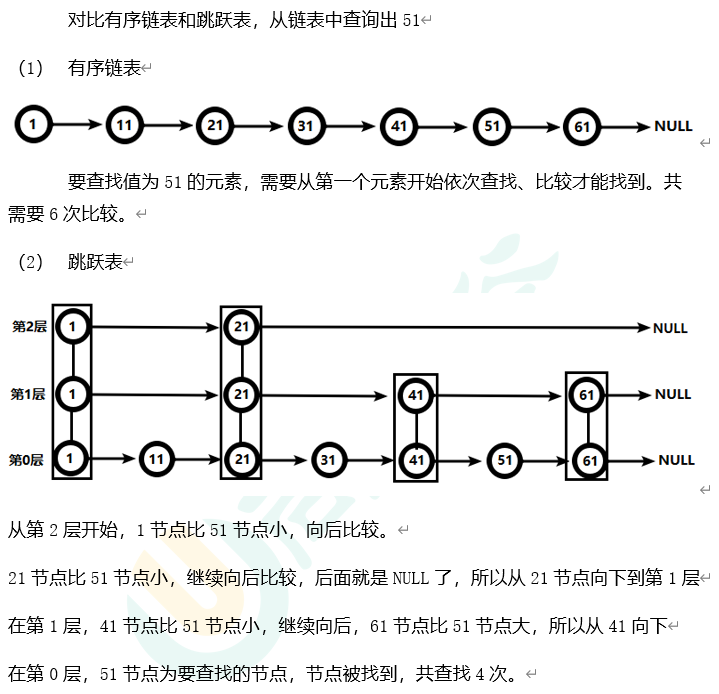 对比有序链表和跳跃表，从链表中查询出 51↵
（1） 有序链表↵
1 11 21 31 41 51 61 NULL
↵
要查找值为 51 的元素，需要从第一个元素开始依次查找、比较才能找到。共
需要 6 次比较。↵
（2） 跳跃表↵
第2层 1 21 NULL
第1层 1 21 41 61 NULL
第0层 1 11 21 31 41 51 61 NULL
↵
从第 2 层开始，1 节点比 51 节点小，向后比较。↵
21 节点比 51 节点小，继续向后比较，后面就是 NULL 了，所以从 21 节点向下到第 1 层↵
在第 1 层，41 节点比 51 节点小，继续向后，61 节点比 51 节点大，所以从 41 向下↵
在第 0 层，51 节点为要查找的节点，节点被找到，共查找 4 次。↵